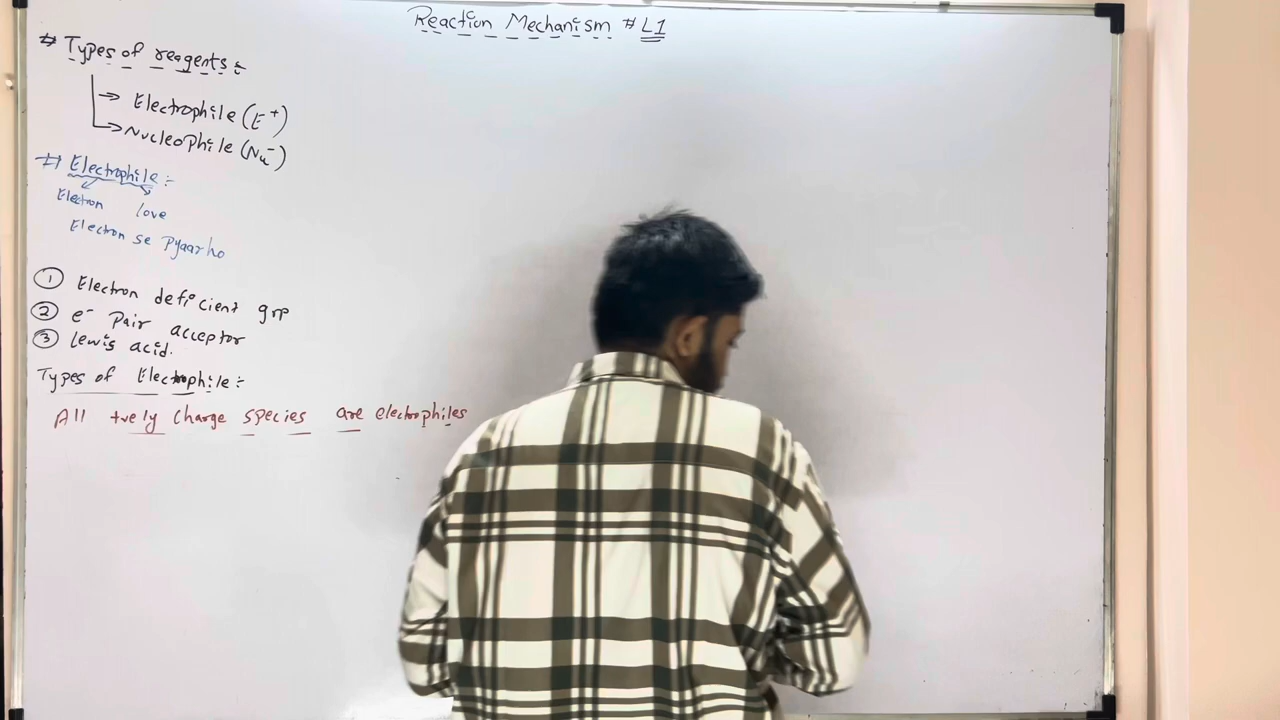 Reaction Mechanism # L1
# Types of reagents :-
→ Electrophile (E+)
→ Nucleophile (Nu-)
# Electrophile :-
Electron love
Electron se Pyaar ho
① Electron deficient grp
② e- Pair acceptor
③ lewis acid.
Types of Electrophile :-
All +vely charge species are electrophiles